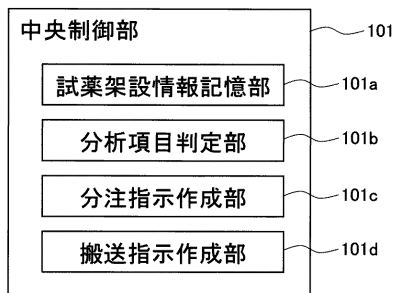 中央制御部
101
試薬架設情報記憶部
101a
分析項目判定部
101b
分注指示作成部
101c
搬送指示作成部
101d